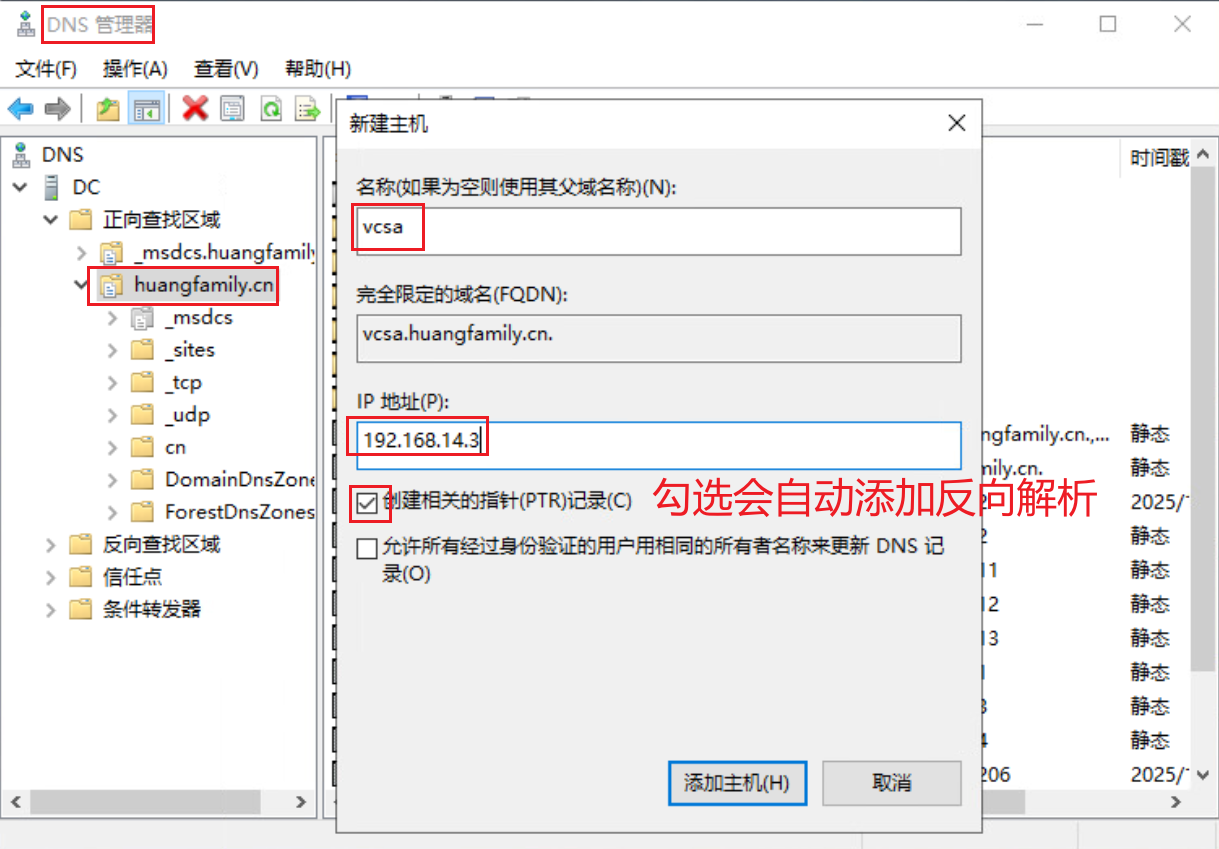 DNS 管理器
文件(F) 操作(A) 查看(V) 帮助(H)
DNS
DC
正向查找区域
_msdcs.huangfamily
huangfamily.cn
_msdcs
_sites
_tcp
_udp
cn
DomainDnsZone
ForestDnsZones
反向查找区域
信任点
条件转发器
新建主机
名称(如果为空则使用其父域名称)(N):
vcsa
完全限定的域名(FQDN):
vcsa.huangfamily.cn.
IP 地址(P):
192.168.14.3
创建相关的指针(PTR)记录(C)
勾选会自动添加反向解析
允许所有经过身份验证的用户用相同的所有者名称来更新 DNS 记
录(O)
添加主机(H) 取消
时间戳
ngfamily.cn.,... 静态
mily.cn. 静态
2025/
2 静态
11 静态
12 静态
13 静态
静态
3 静态
4 静态
206 2025/